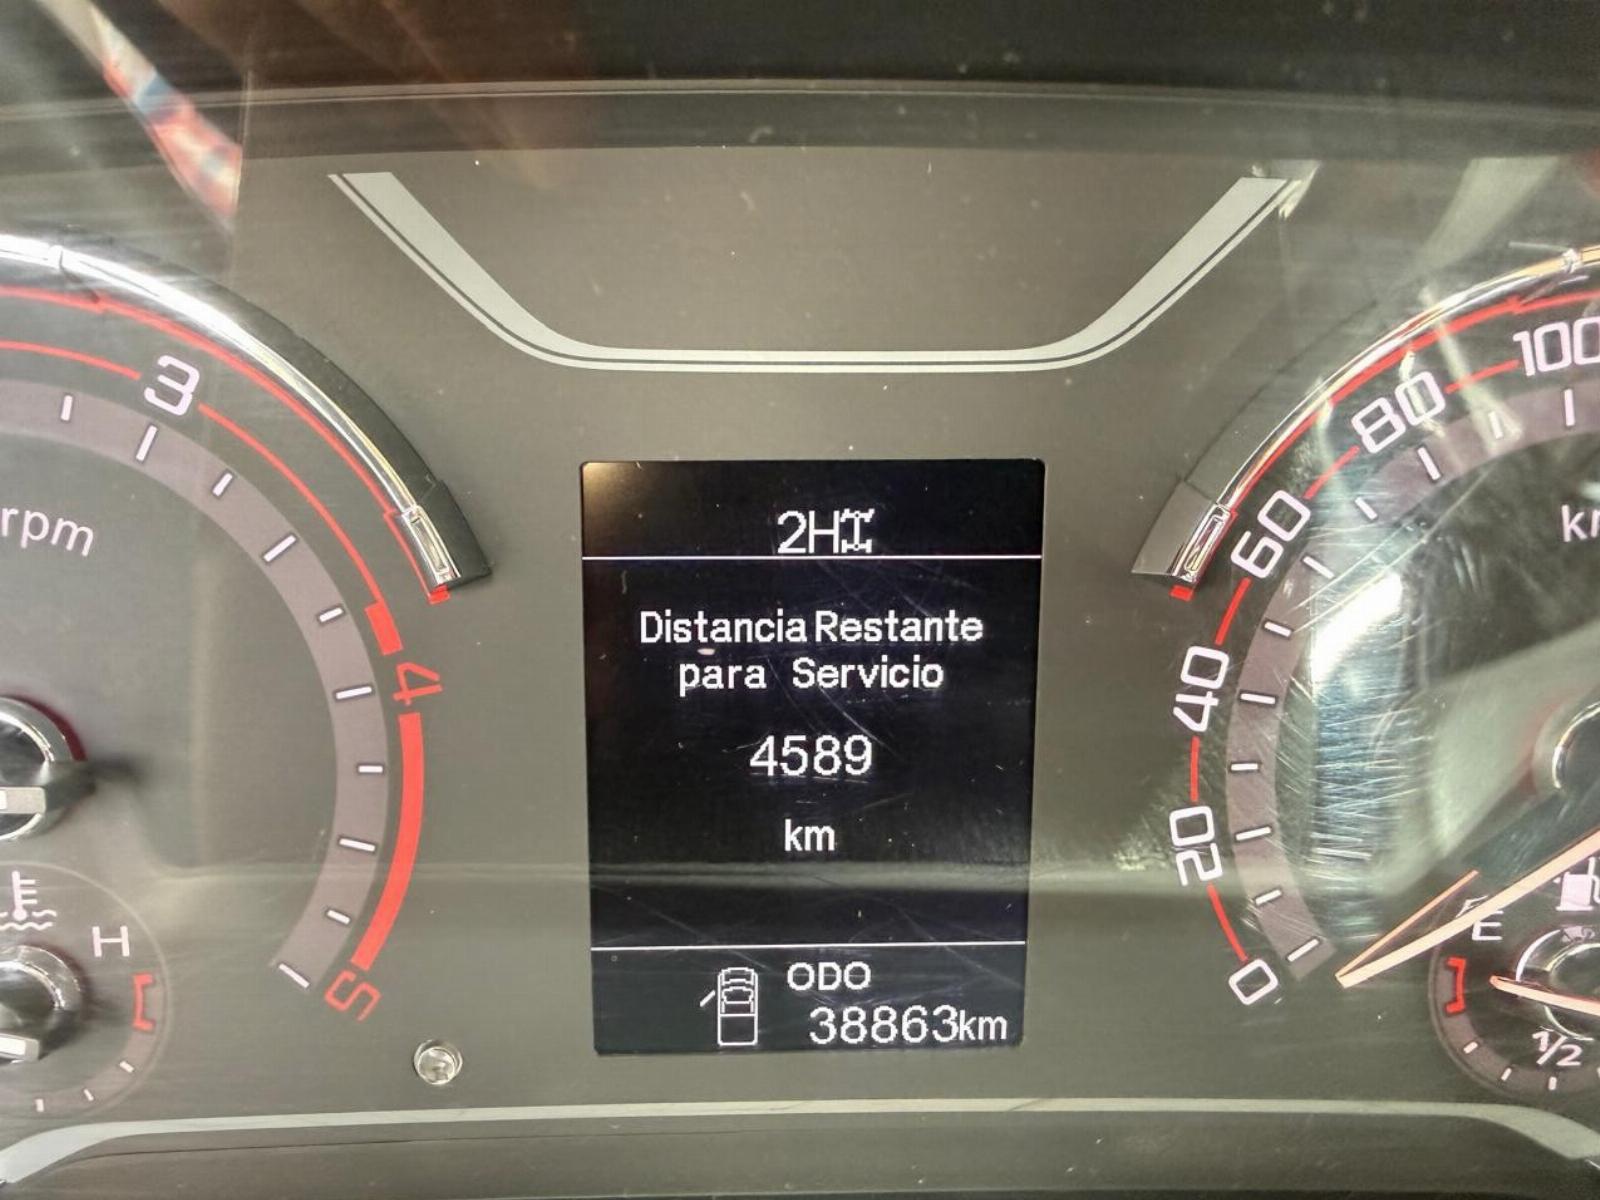 2H
Distancia Restante
para Servicio
4589
km
ODO
38863km
3
4
5
rpm
H
0
20
40
60
80
100
E
1/2